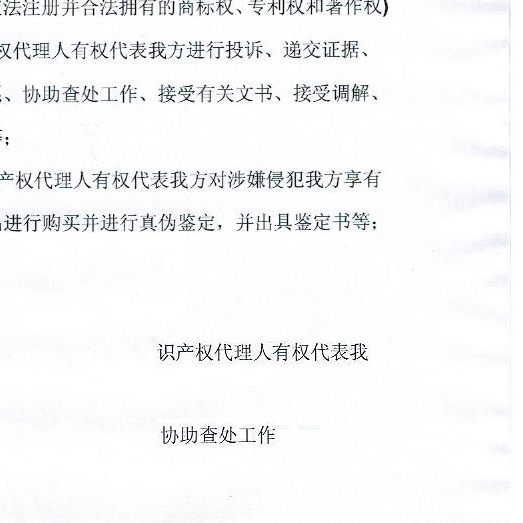 法注册并合法拥有的商标权、专利权和著作权)
权代理人有权代表我方进行投诉、递交证据、
、协助查处工作、接受有关文书、接受调解、
；
产权代理人有权代表我方对涉嫌侵犯我方享有
进行购买并进行真伪鉴定，并出具鉴定书等；
识产权代理人有权代表我
协助查处工作